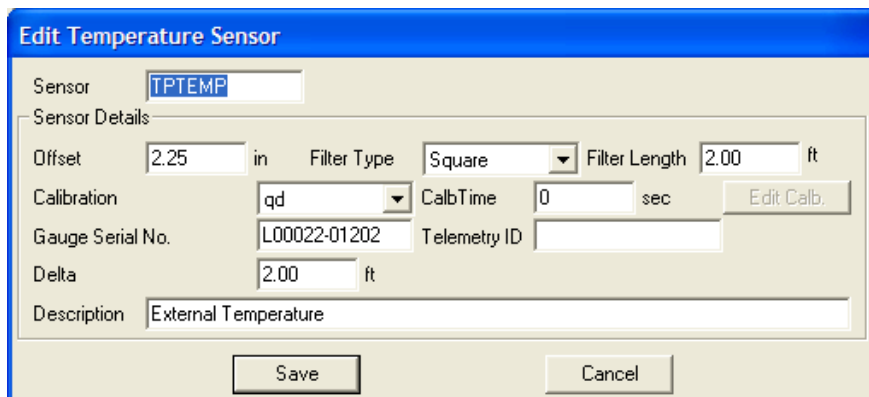 Edit Temperature Sensor
Sensor TPTEMP
Sensor Details
Offset 2.25 in Filter Type Square Filter Length 2.00 ft
Calibration qd CalbTime 0 sec Edit Calb.
Gauge Serial No. L00022-01202 Telemetry ID
Delta 2.00 ft
Description External Temperature
Save Cancel